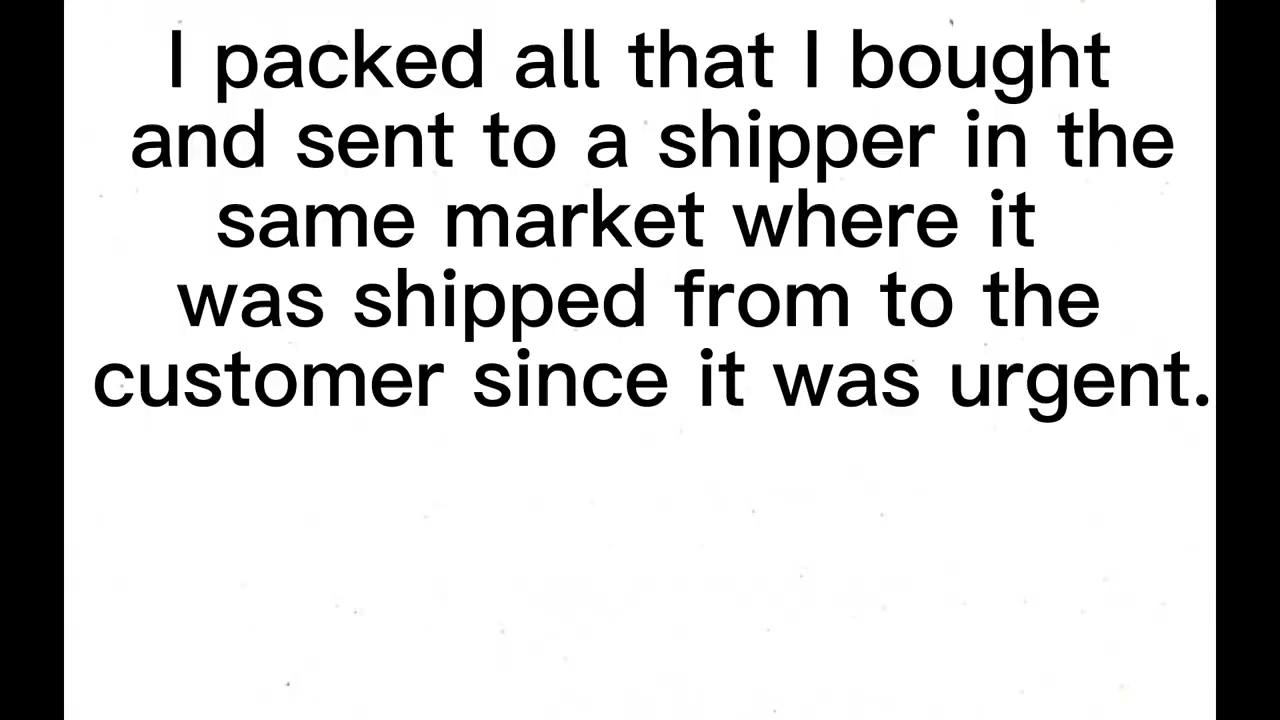 I packed all that I bought
and sent to a shipper in the
same market where it
was shipped from to the
customer since it was urgent.